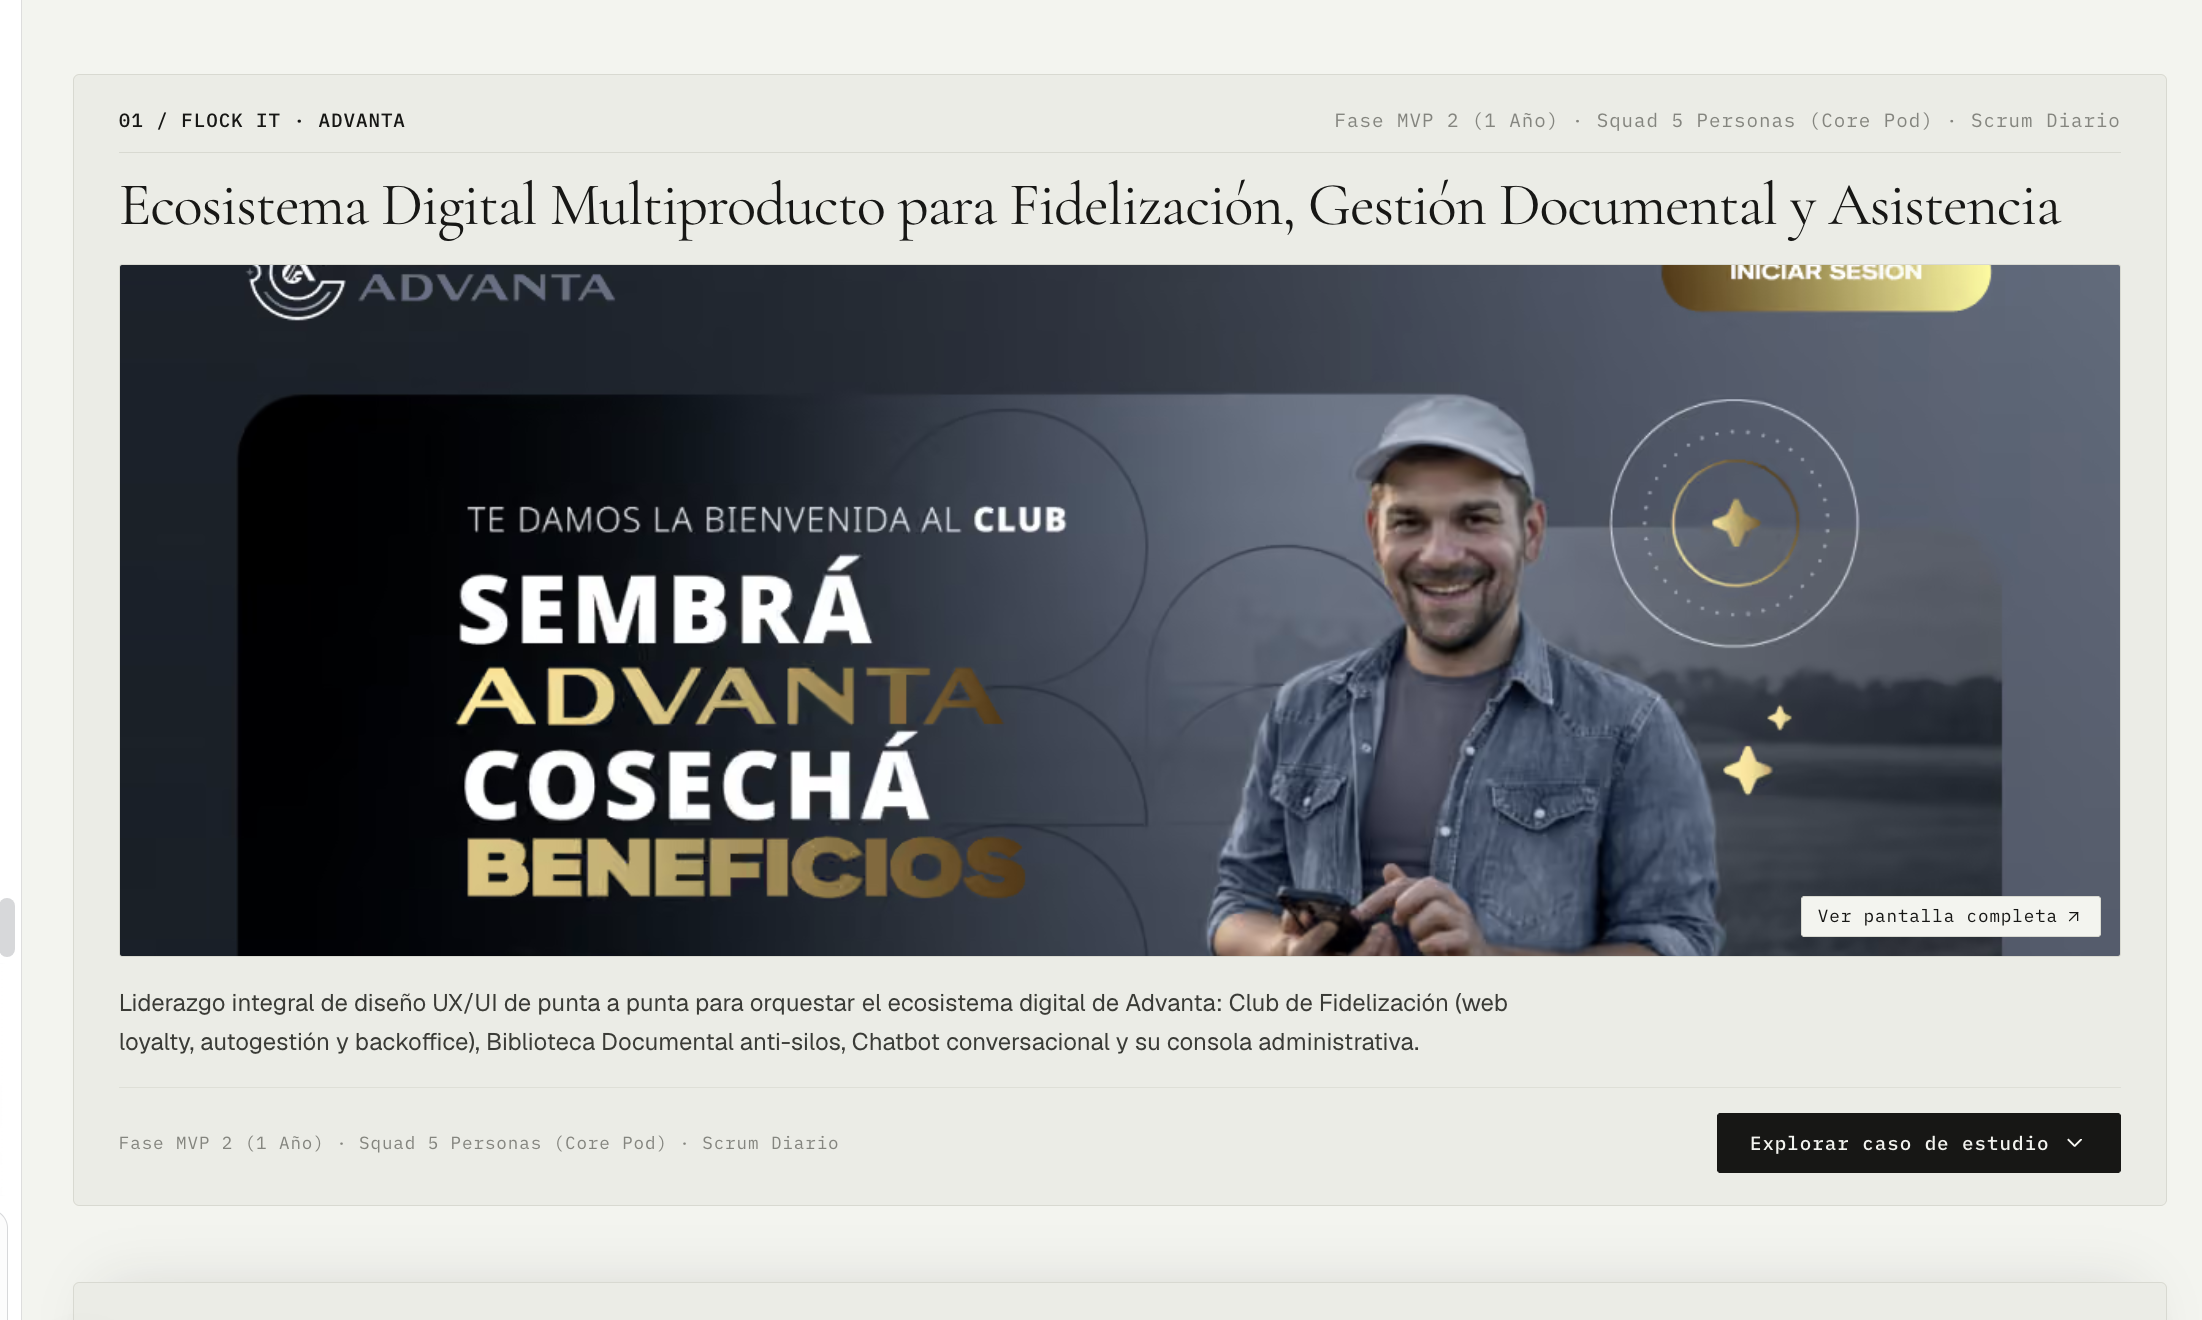 01 / FLOCK IT · ADVANTA
Fase MVP 2 (1 Año) · Squad 5 Personas (Core Pod) · Scrum Diario
Ecosistema Digital Multiproducto para Fidelización, Gestión Documental y Asistencia
ADVANTA
INICIAR SESIÓN
TE DAMOS LA BIENVENIDA AL CLUB
SEMBRÁ
ADVANTA
COSECHÁ
BENEFICIOS
Ver pantalla completa ↗
Liderazgo integral de diseño UX/UI de punta a punta para orquestar el ecosistema digital de Advanta: Club de Fidelización (web
loyalty, autogestión y backoffice), Biblioteca Documental anti-silos, Chatbot conversacional y su consola administrativa.
Fase MVP 2 (1 Año) · Squad 5 Personas (Core Pod) · Scrum Diario
Explorar caso de estudio